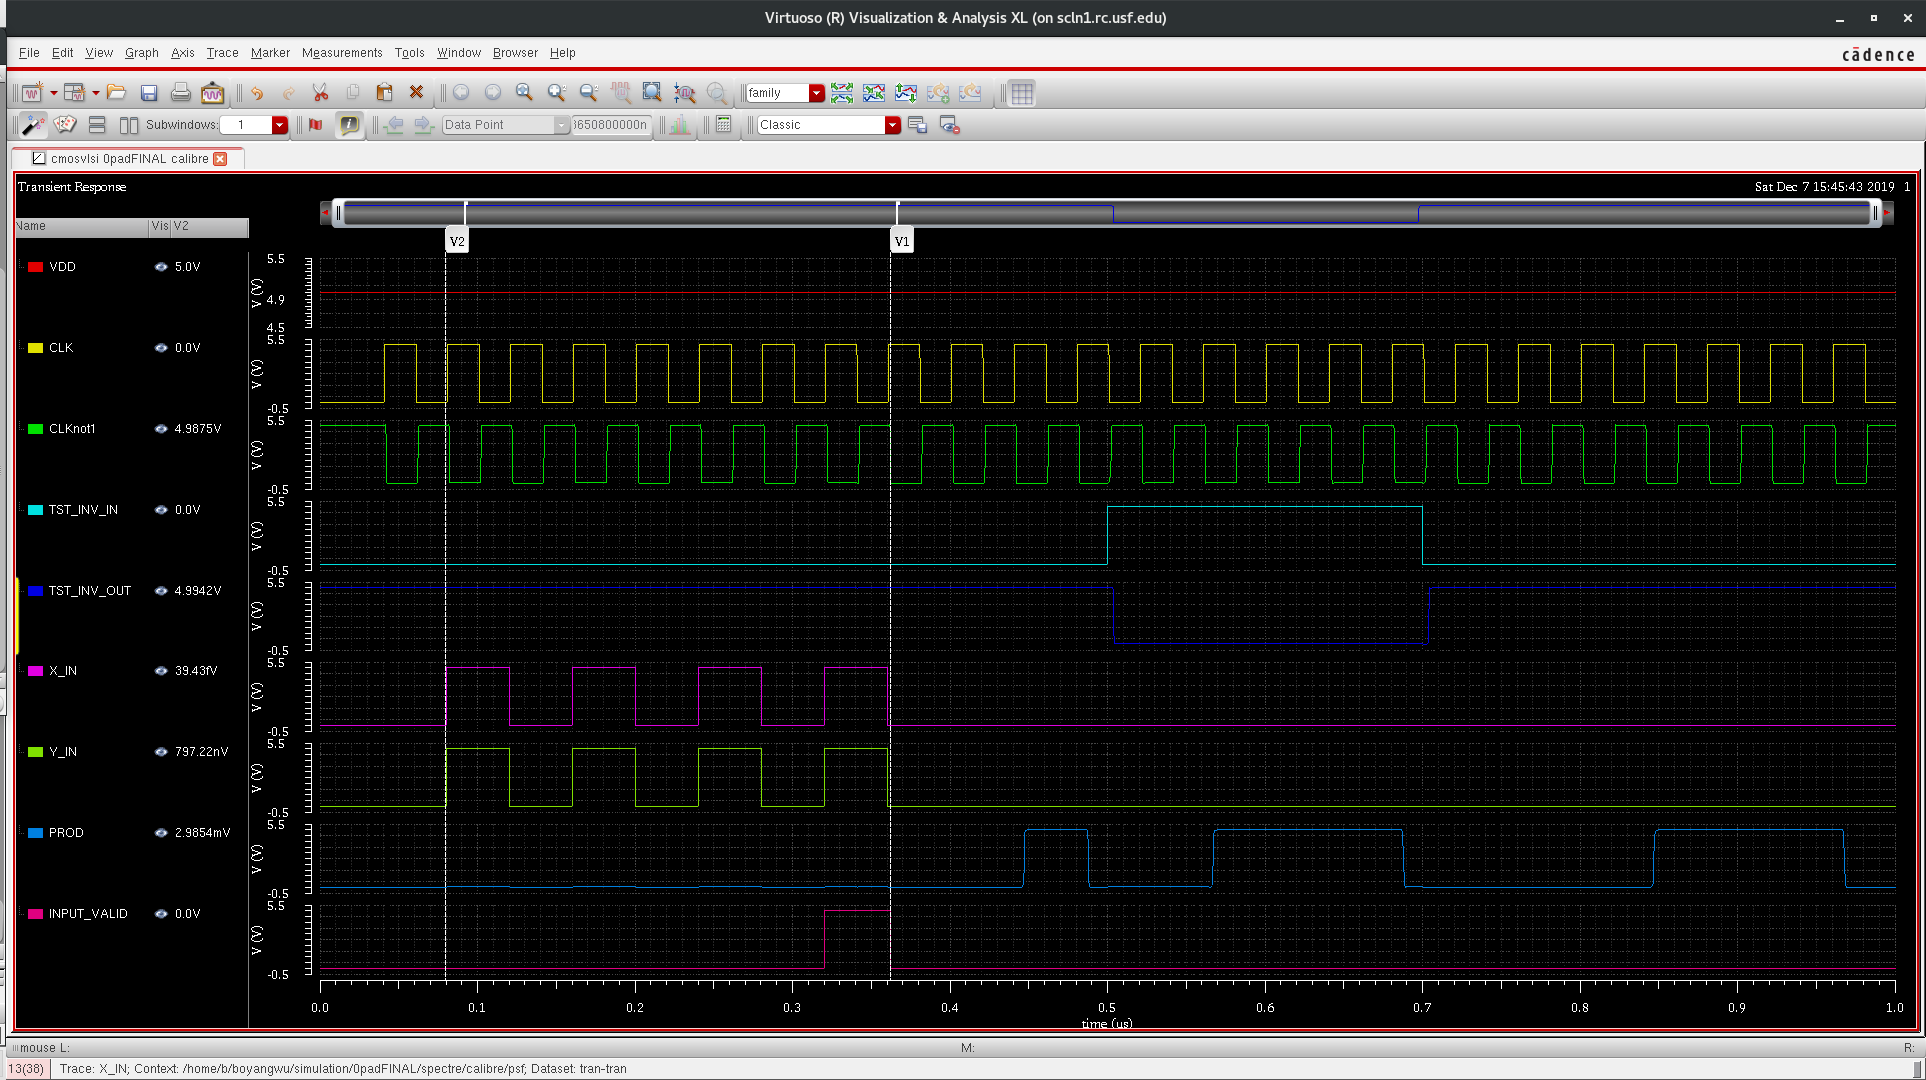 Virtuoso (R) Visualization & Analysis XL (on scln1.rc.usf.edu)
File Edit View Graph Axis Trace Marker Measurements Tools Window Browser Help
cādence
family
Subwindows: 1
Data Point
3650800000n
Classic
cmosvlsi 0padFINAL calibre
Transient Response
Sat Dec 7 15:45:43 2019 1
Name Vis V2
V2
V1
VDD 5.0V
V (V)
5.5
4.9
4.5
CLK 0.0V
V (V)
5.5
-0.5
CLKnot1 4.9875V
V (V)
5.5
-0.5
TST_INV_IN 0.0V
V (V)
5.5
-0.5
TST_INV_OUT 4.9942V
V (V)
5.5
-0.5
X_IN 39.43fV
V (V)
5.5
-0.5
Y_IN 797.22nV
V (V)
5.5
-0.5
PROD 2.9854mV
V (V)
5.5
-0.5
INPUT_VALID 0.0V
V (V)
5.5
-0.5
0.0 0.1 0.2 0.3 0.4 0.5 0.6 0.7 0.8 0.9 1.0
time (us)
mouse L: M: R:
13(38) Trace: X_IN; Context: /home/b/boyangwu/simulation/0padFINAL/spectre/calibre/psf; Dataset: tran-tran